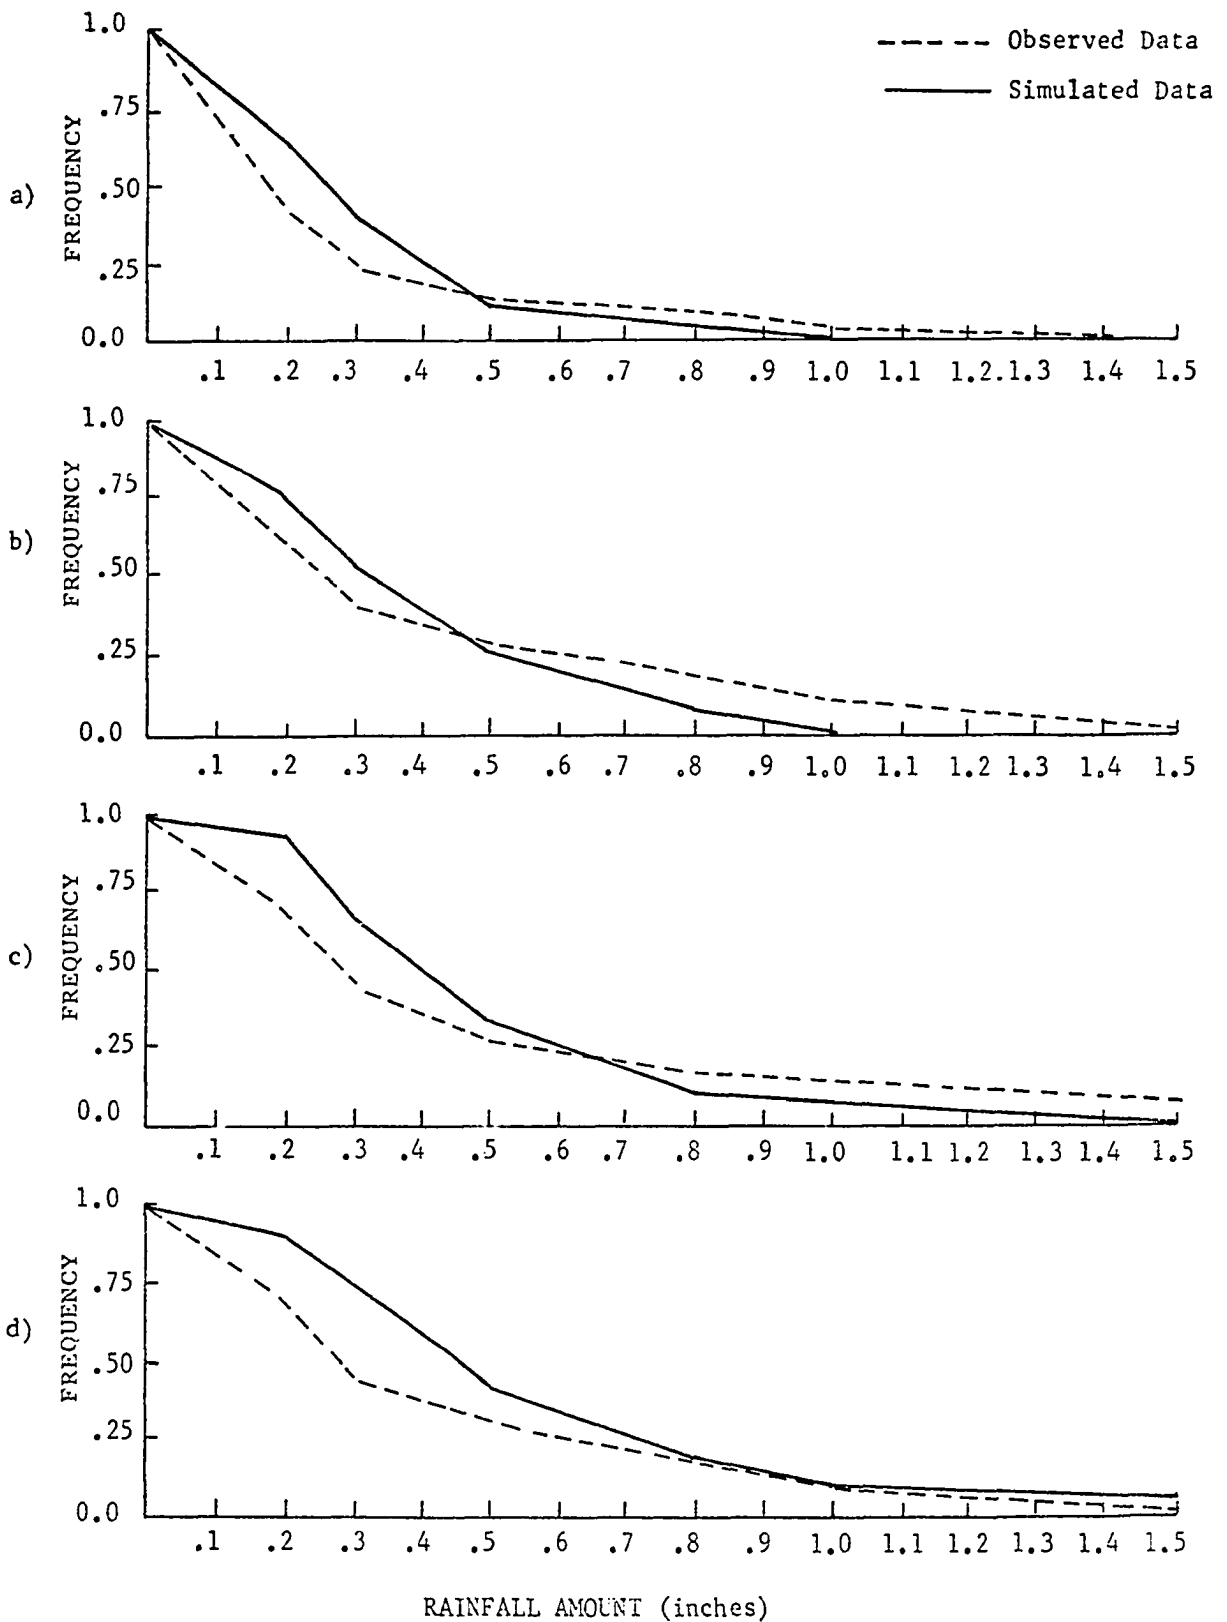 Observed Data
Simulated Data
a)
FREQUENCY
1.0
.75
.50
.25
0.0
.1 .2 .3 .4 .5 .6 .7 .8 .9 1.0 1.1 1.2.1.3 1.4 1.5
b)
FREQUENCY
1.0
.75
.50
.25
0.0
.1 .2 .3 .4 .5 .6 .7 .8 .9 1.0 1.1 1.2 1.3 1.4 1.5
c)
FREQUENCY
1.0
.75
.50
.25
0.0
.1 .2 .3 .4 .5 .6 .7 .8 .9 1.0 1.1 1.2 1.3 1.4 1.5
d)
FREQUENCY
1.0
.75
.50
.25
0.0
.1 .2 .3 .4 .5 .6 .7 .8 .9 1.0 1.1 1.2 1.3 1.4 1.5
RAINFALL AMOUNT (inches)